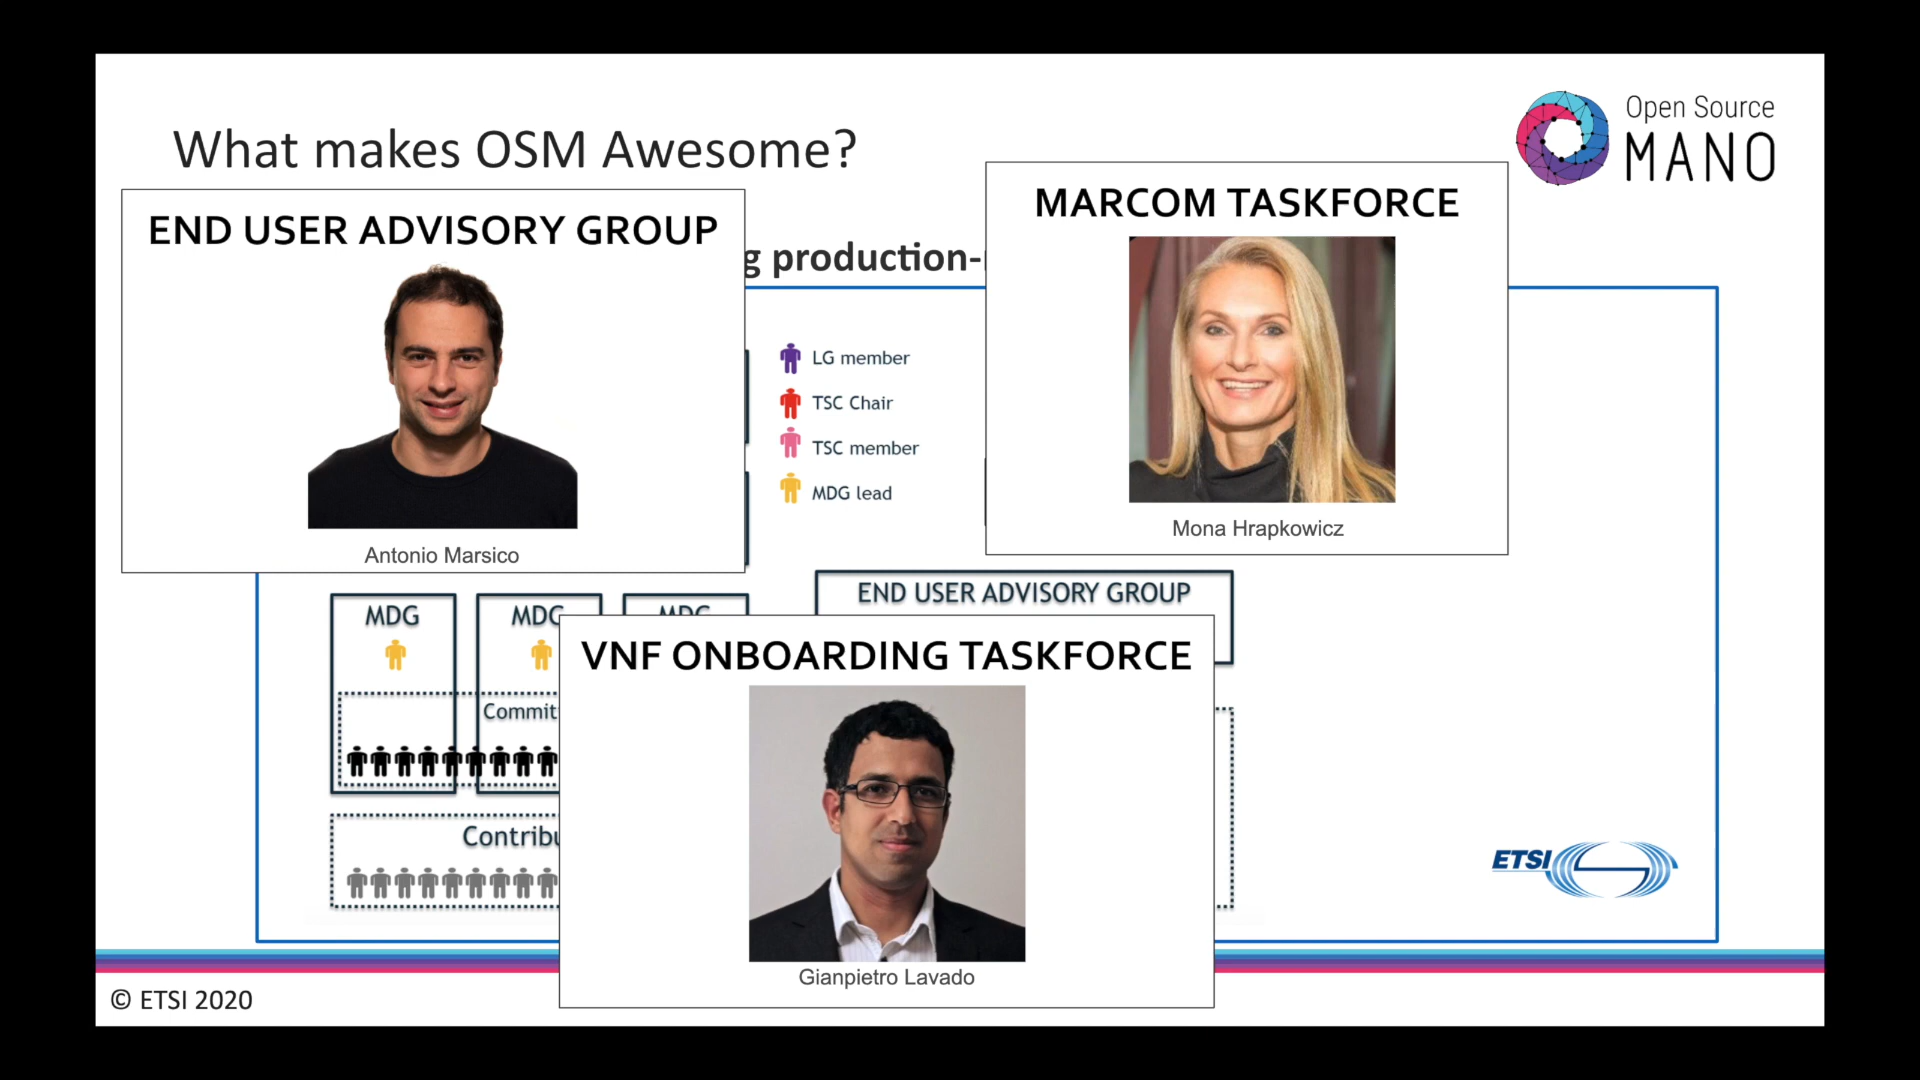 What makes OSM Awesome?
Open Source
MANO
END USER ADVISORY GROUP
Antonio Marsico
MARCOM TASKFORCE
Mona Hrapkowicz
g production-
LG member
TSC Chair
TSC member
MDG lead
END USER ADVISORY GROUP
MDG
MDG
MDG
Commit
Contribu
VNF ONBOARDING TASKFORCE
Gianpietro Lavado
ETSI
© ETSI 2020